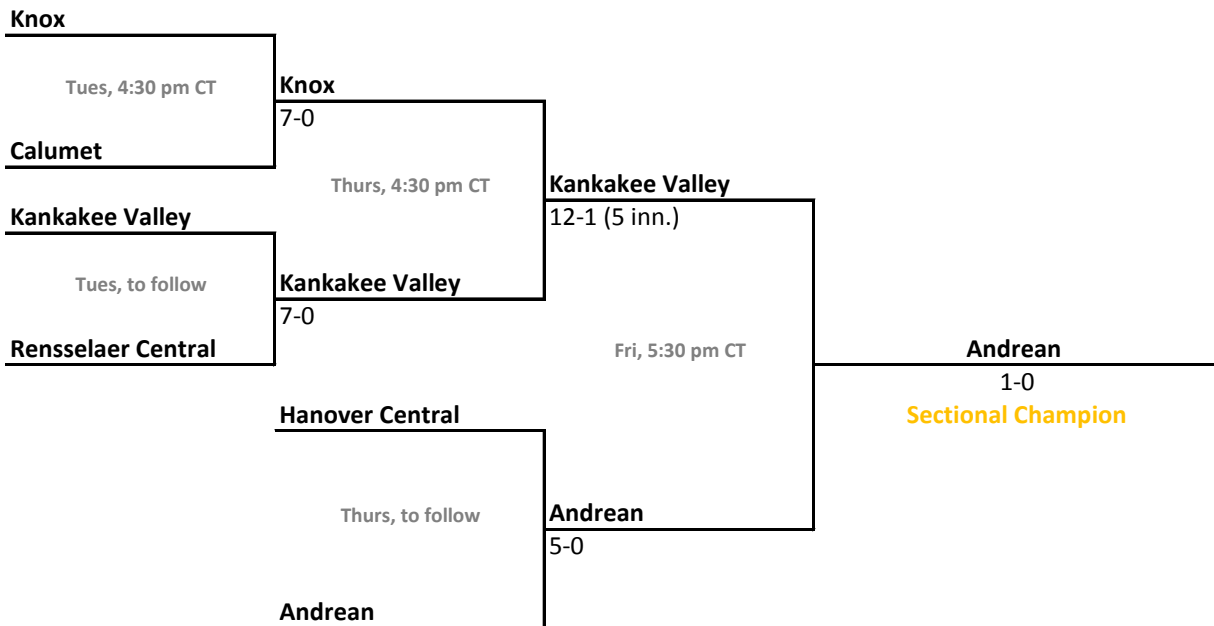 Knox
Tues, 4:30 pm CT
Knox
7-0
Calumet
Thurs, 4:30 pm CT
Kankakee Valley
12-1 (5 inn.)
Kankakee Valley
Tues, to follow
Kankakee Valley
7-0
Rensselaer Central
Fri, 5:30 pm CT
Andrean
1-0
Sectional Champion
Hanover Central
Thurs, to follow
Andrean
5-0
Andrean